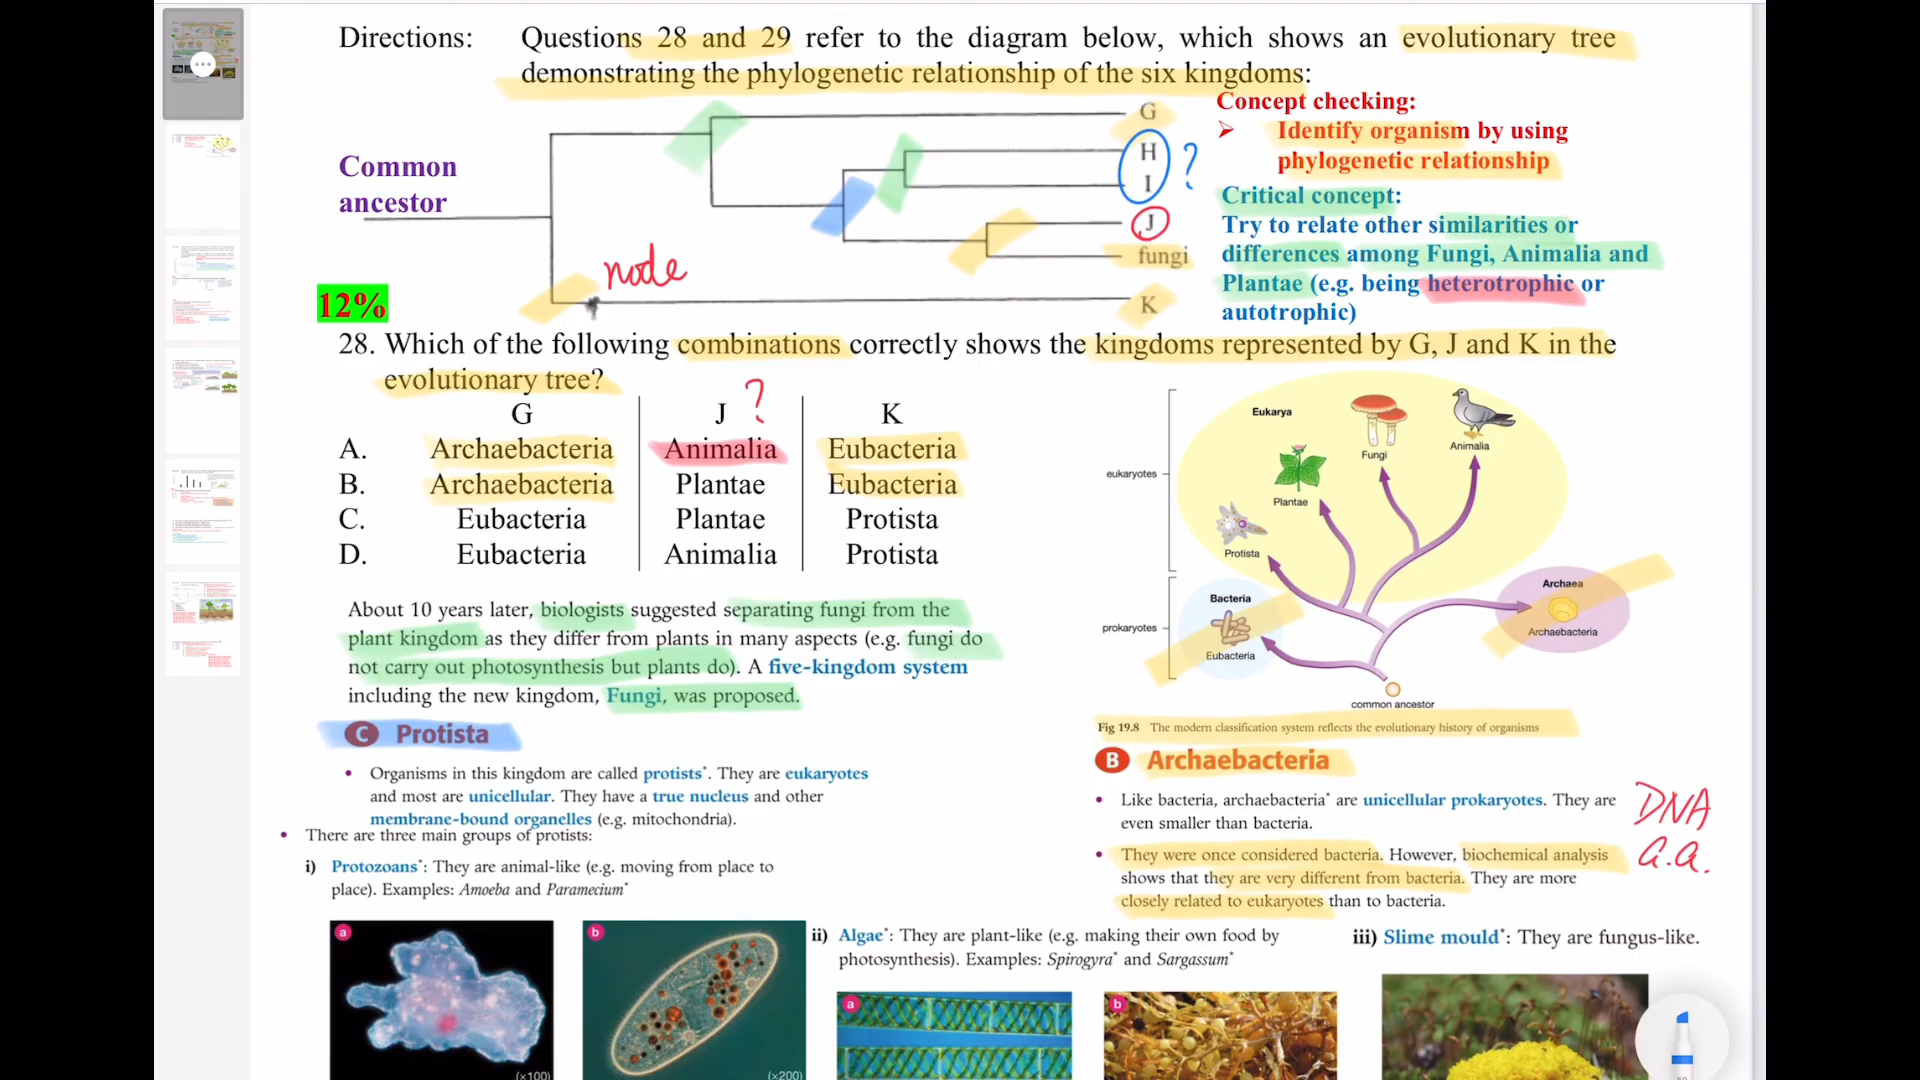 Directions: Questions 28 and 29 refer to the diagram below, which shows an evolutionary tree
demonstrating the phylogenetic relationship of the six kingdoms:
Common
ancestor
G
H
I
?
J
fungi
K
node
Concept checking:
➢ Identify organism by using
phylogenetic relationship
Critical concept:
Try to relate other similarities or
differences among Fungi, Animalia and
Plantae (e.g. being heterotrophic or
autotrophic)
12%
28. Which of the following combinations correctly shows the kingdoms represented by G, J and K in the
evolutionary tree?
G J ? K
A. Archaebacteria Animalia Eubacteria
B. Archaebacteria Plantae Eubacteria
C. Eubacteria Plantae Protista
D. Eubacteria Animalia Protista
Eukarya
Fungi
Animalia
eukaryotes
Plantae
Protista
Archaea
Bacteria
prokaryotes
Archaebacteria
Eubacteria
common ancestor
Fig 19.8 The modern classification system reflects the evolutionary history of organisms
About 10 years later, biologists suggested separating fungi from the
plant kingdom as they differ from plants in many aspects (e.g. fungi do
not carry out photosynthesis but plants do). A five-kingdom system
including the new kingdom, Fungi, was proposed.
C Protista
• Organisms in this kingdom are called protists*. They are eukaryotes
and most are unicellular. They have a true nucleus and other
membrane-bound organelles (e.g. mitochondria).
• There are three main groups of protists:
i) Protozoans*: They are animal-like (e.g. moving from place to
place). Examples: Amoeba and Paramecium*
B Archaebacteria
• Like bacteria, archaebacteria* are unicellular prokaryotes. They are
even smaller than bacteria.
• They were once considered bacteria. However, biochemical analysis
shows that they are very different from bacteria. They are more
closely related to eukaryotes than to bacteria.
DNA
a.a.
a
(×100)
b
(×200)
ii) Algae*: They are plant-like (e.g. making their own food by
photosynthesis). Examples: Spirogyra* and Sargassum*
a
b
iii) Slime mould*: They are fungus-like.